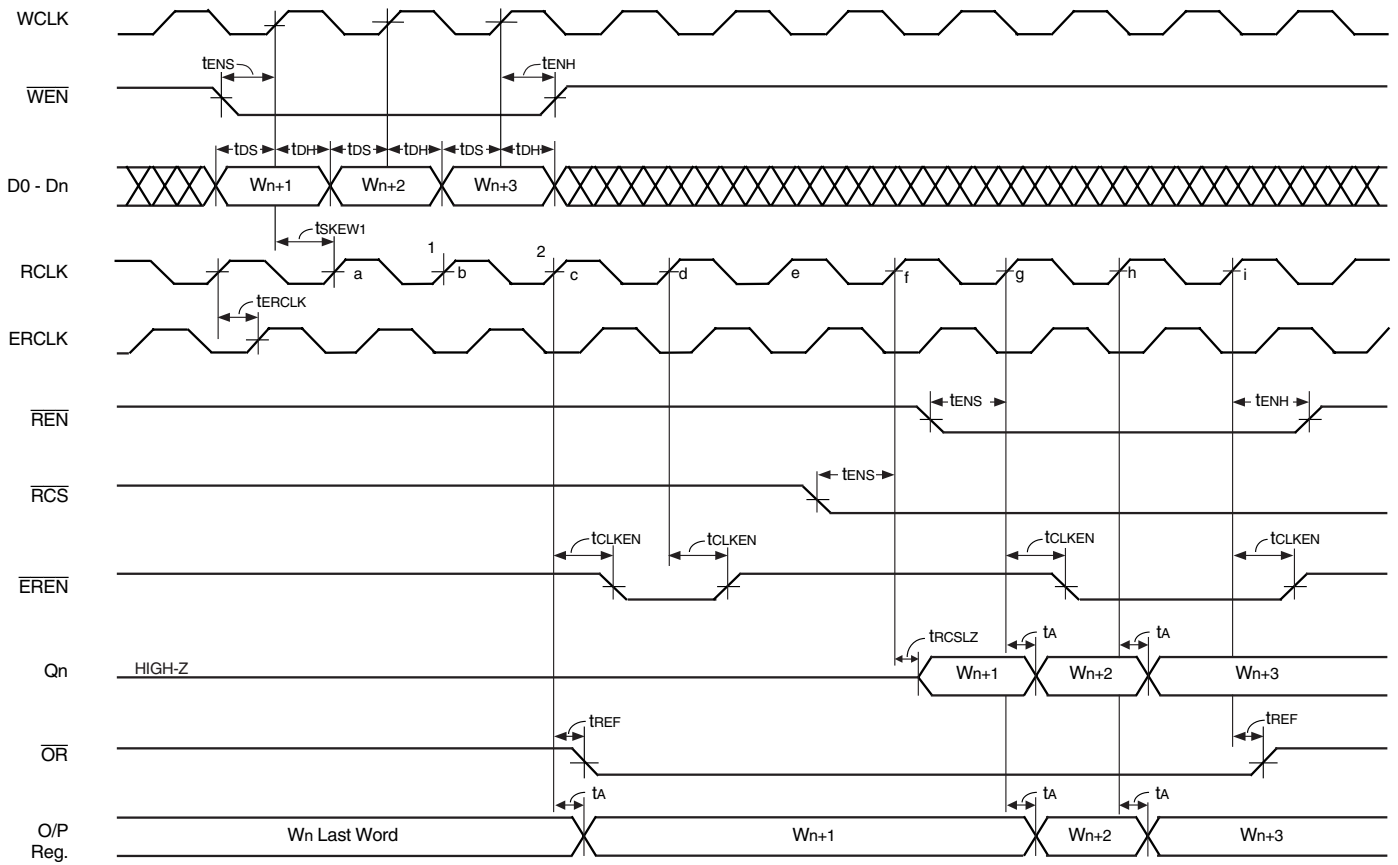 WCLK
tENS tENH
WEN
tDS tDH tDS tDH tDS tDH
D0 - Dn Wn+1 Wn+2 Wn+3
tSKEW1
1 2
RCLK a b c d e f g h i
tERCLK
ERCLK
REN tENS tENH
RCS tENS
tCLKEN tCLKEN tCLKEN tCLKEN
EREN
tRCSLZ tA tA
Qn HIGH-Z Wn+1 Wn+2 Wn+3
tREF tREF
OR
tA tA tA
O/P Wn Last Word Wn+1 Wn+2 Wn+3
Reg.